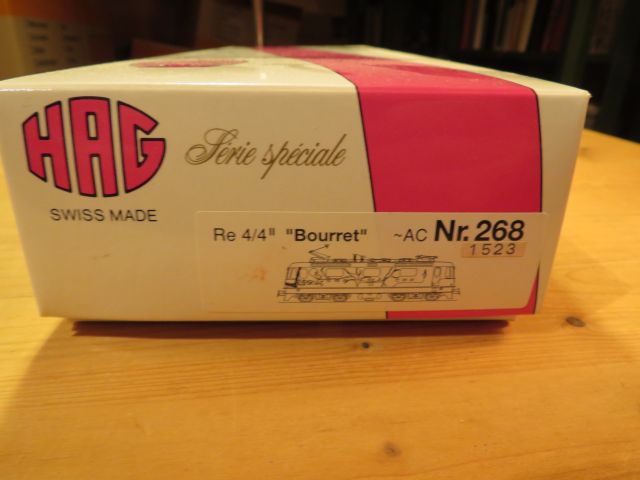 HAG
SWISS MADE
Série spéciale
Re 4/4" "Bourret" ~AC Nr. 268
1523